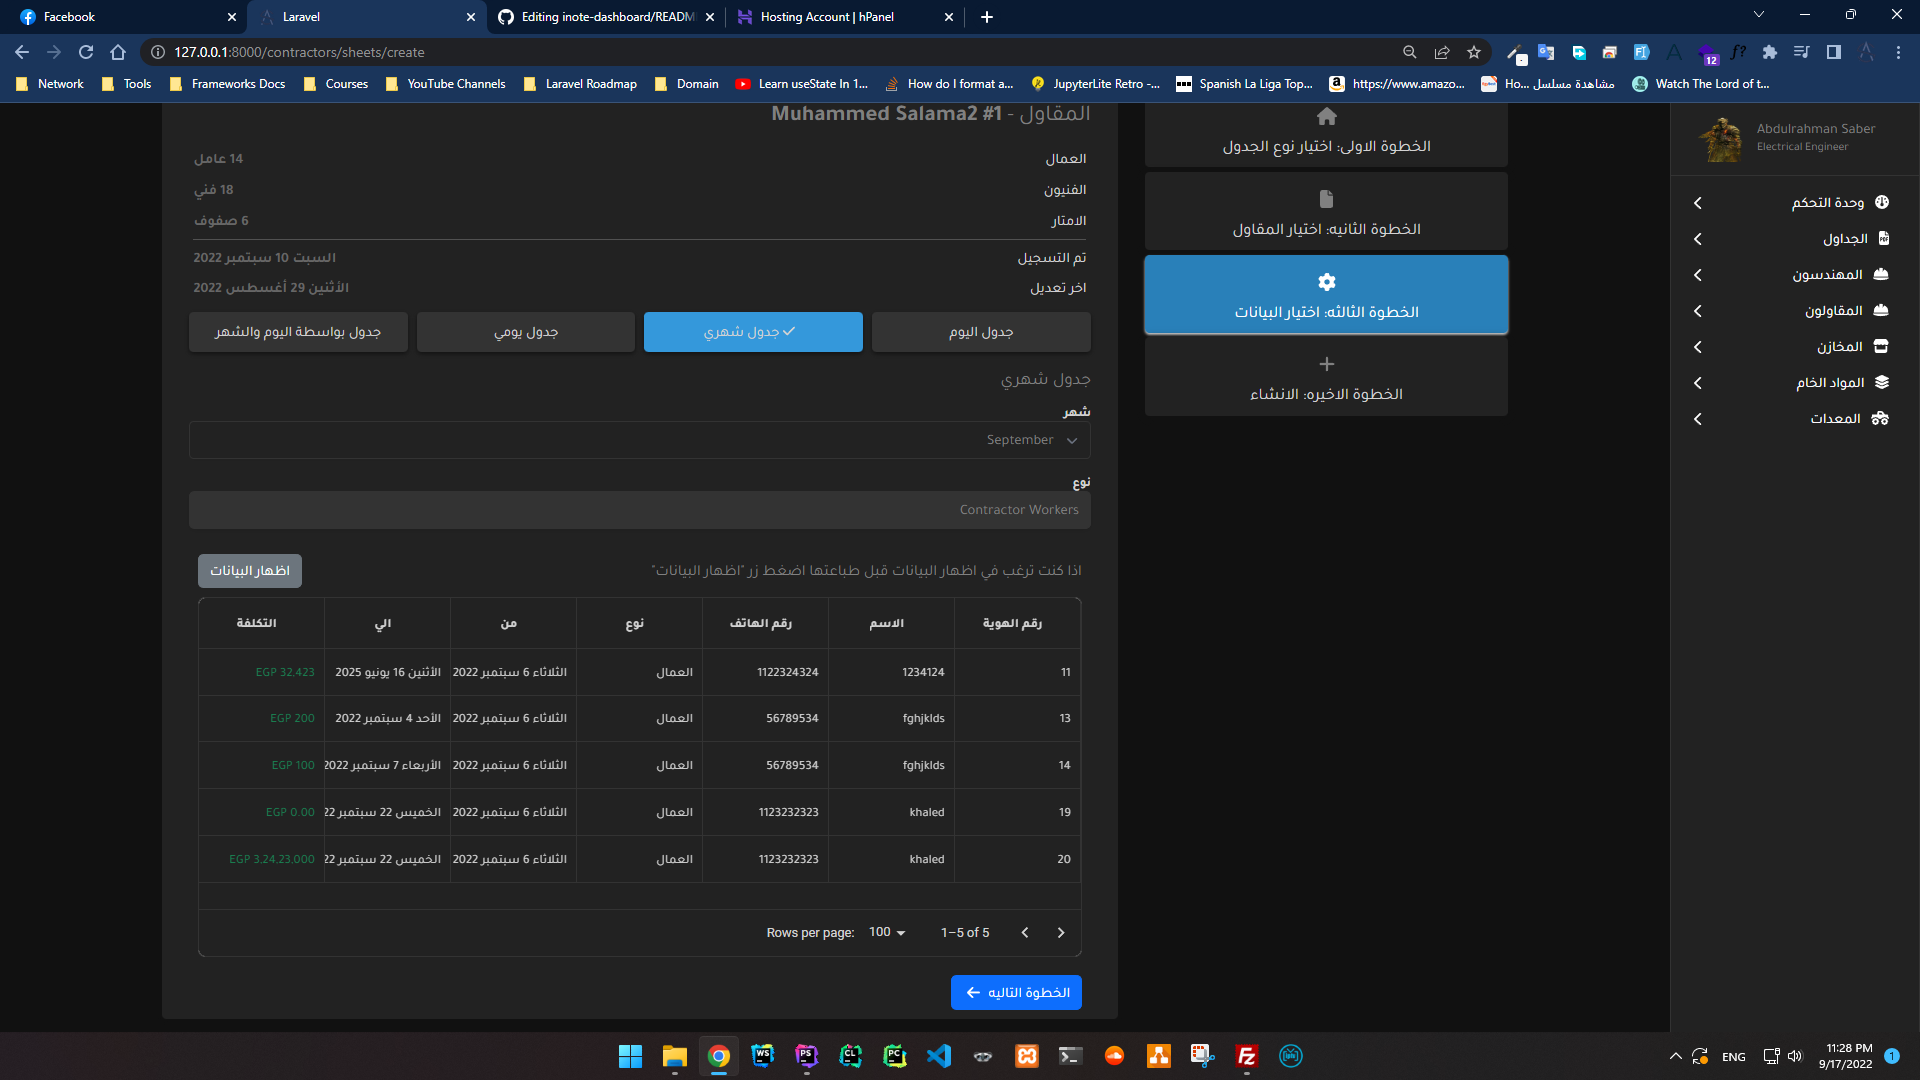 Facebook
Laravel
Editing inote-dashboard/READM
Hosting Account | hPanel
127.0.0.1:8000/contractors/sheets/create
12
Network
Tools
Frameworks Docs
Courses
YouTube Channels
Laravel Roadmap
Domain
Learn useState In 1...
How do I format a...
JupyterLite Retro -...
Spanish La Liga Top...
https://www.amazo...
مشاهدة مسلسل Ho...
Watch The Lord of t...
Abdulrahman Saber
Electrical Engineer
وحدة التحكم
الجداول
المهندسون
المقاولون
المخازن
المواد الخام
المعدات
الخطوة الاولى: اختيار نوع الجدول
الخطوة الثانيه: اختيار المقاول
الخطوة الثالثه: اختيار البيانات
الخطوة الاخيره: الانشاء
المقاول - Muhammed Salama2 #1
العمال 14 عامل
الفنيون 18 فني
الامتار 6 صفوف
تم التسجيل السبت 10 سبتمبر 2022
اخر تعديل الأثنين 29 أغسطس 2022
جدول اليوم
جدول شهري
جدول يومي
جدول بواسطة اليوم والشهر
جدول شهري
شهر
September
نوع
Contractor Workers
اذا كنت ترغب في اظهار البيانات قبل طباعتها اضغط زر "اظهار البيانات"
اظهار البيانات
رقم الهوية الاسم رقم الهاتف نوع من الي التكلفة
11 1234124 1122324324 العمال الثلاثاء 6 سبتمبر 2022 الأثنين 16 يونيو 2025 EGP 32,423
13 fghjklds 56789534 العمال الثلاثاء 6 سبتمبر 2022 الأحد 4 سبتمبر 2022 EGP 200
14 fghjklds 56789534 العمال الثلاثاء 6 سبتمبر 2022 الأربعاء 7 سبتمبر 2022 EGP 100
19 khaled 1123232323 العمال الثلاثاء 6 سبتمبر 2022 الخميس 22 سبتمبر 22 EGP 0.00
20 khaled 1123232323 العمال الثلاثاء 6 سبتمبر 2022 الخميس 22 سبتمبر 22 EGP 3,24,23,000
Rows per page: 100 1–5 of 5
الخطوة التاليه
ENG
11:28 PM
9/17/2022
1